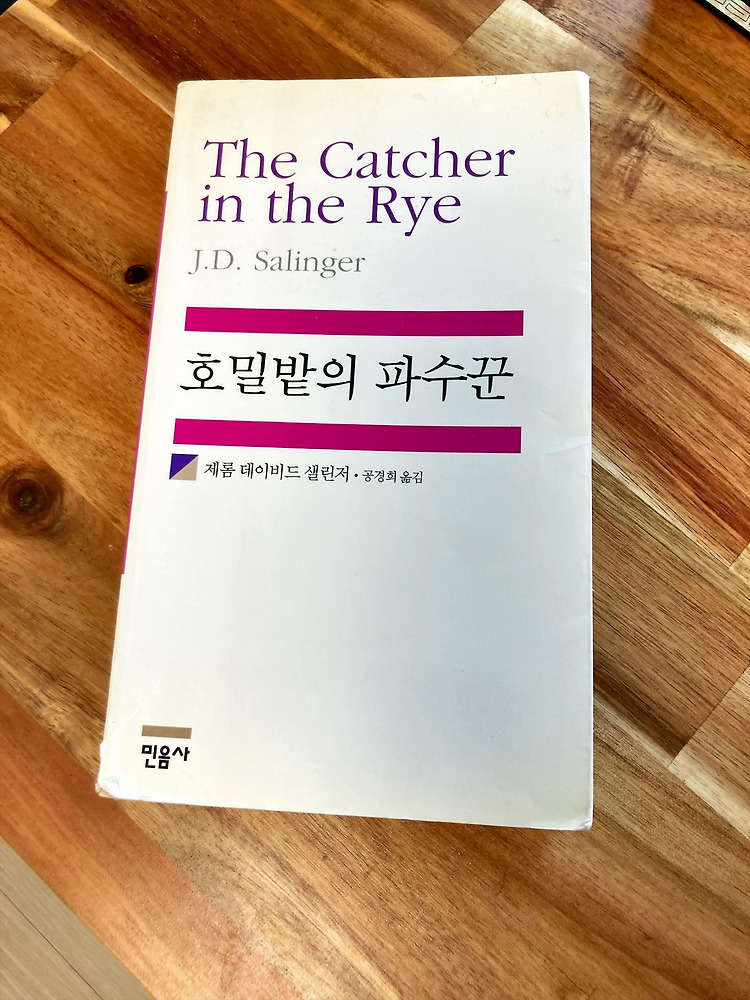 The Catcher
in the Rye
J.D. Salinger
호밀밭의 파수꾼
제롬 데이비드 샐린저 · 공경희 옮김
민음사